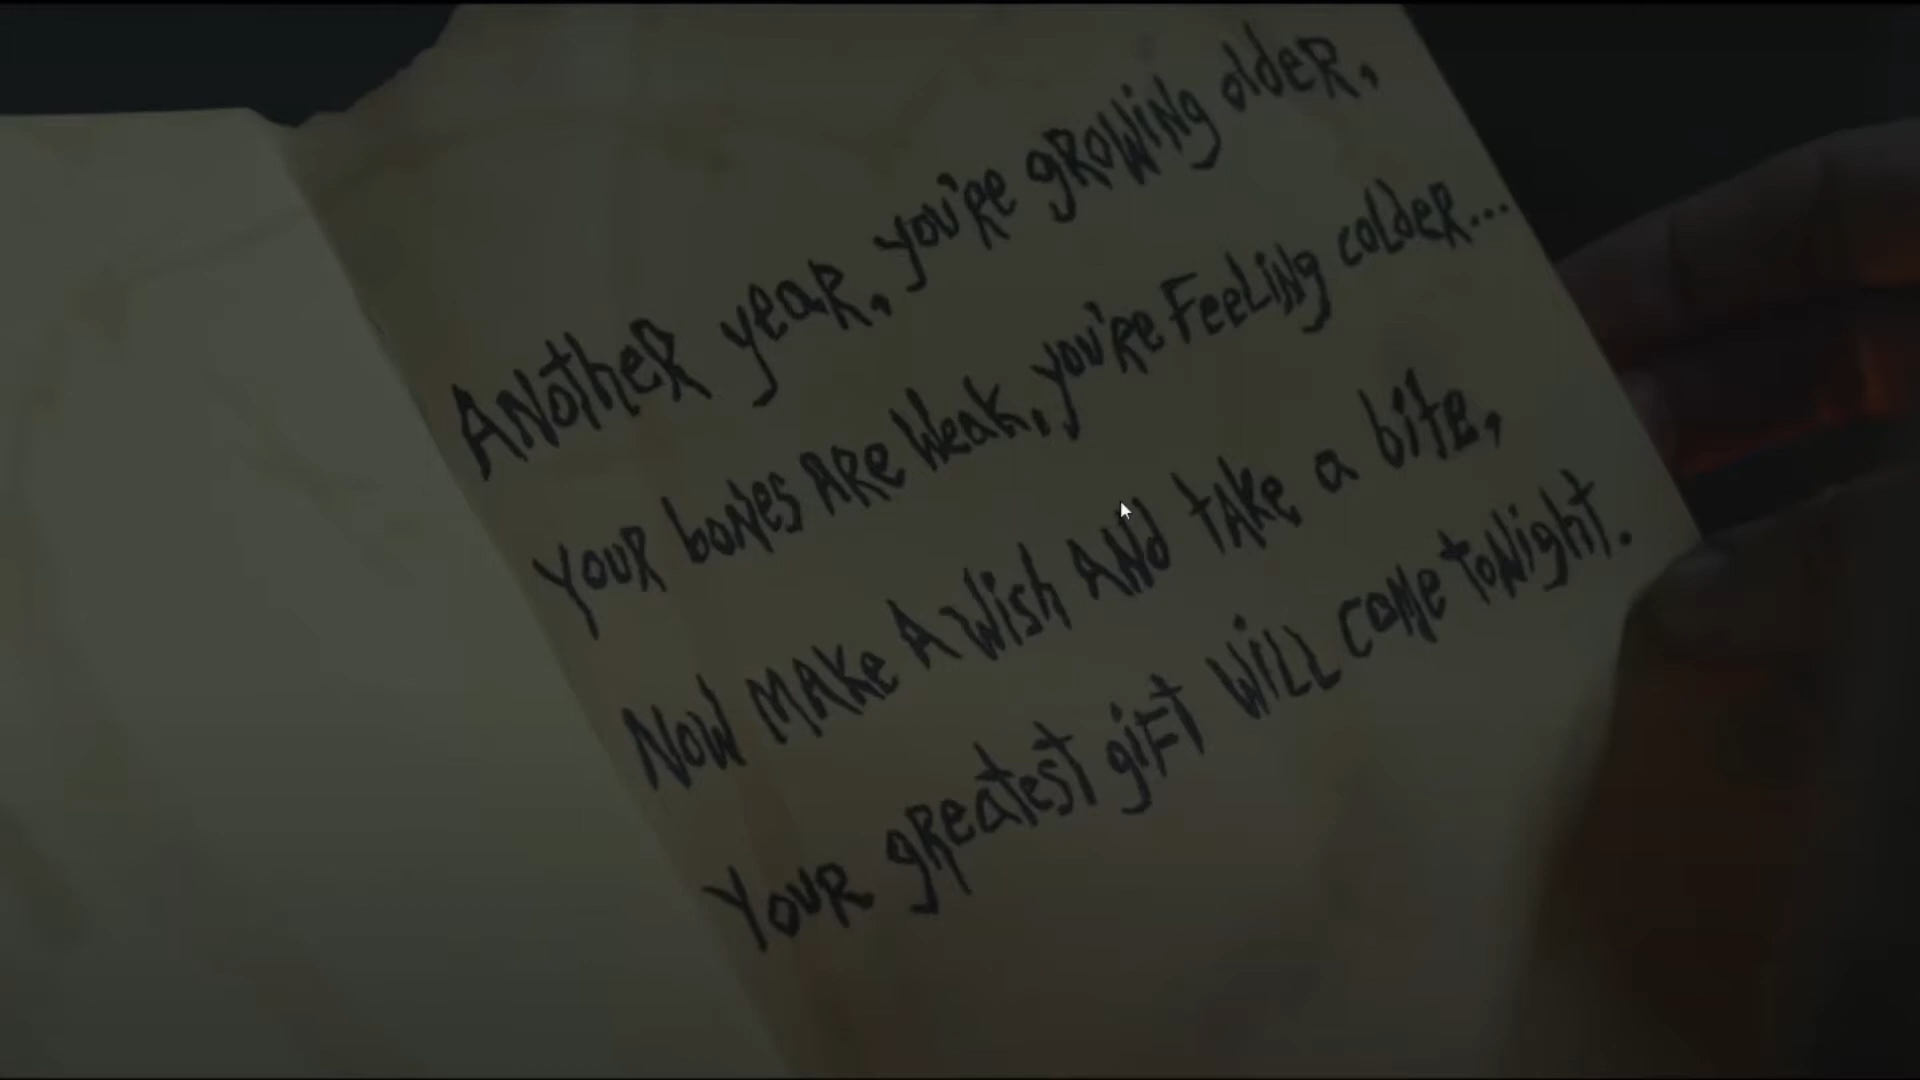 Another year, you're growing older,
Your bones are weak, you're feeling colder...
Now make a wish and take a bite,
Your greatest gift will come tonight.